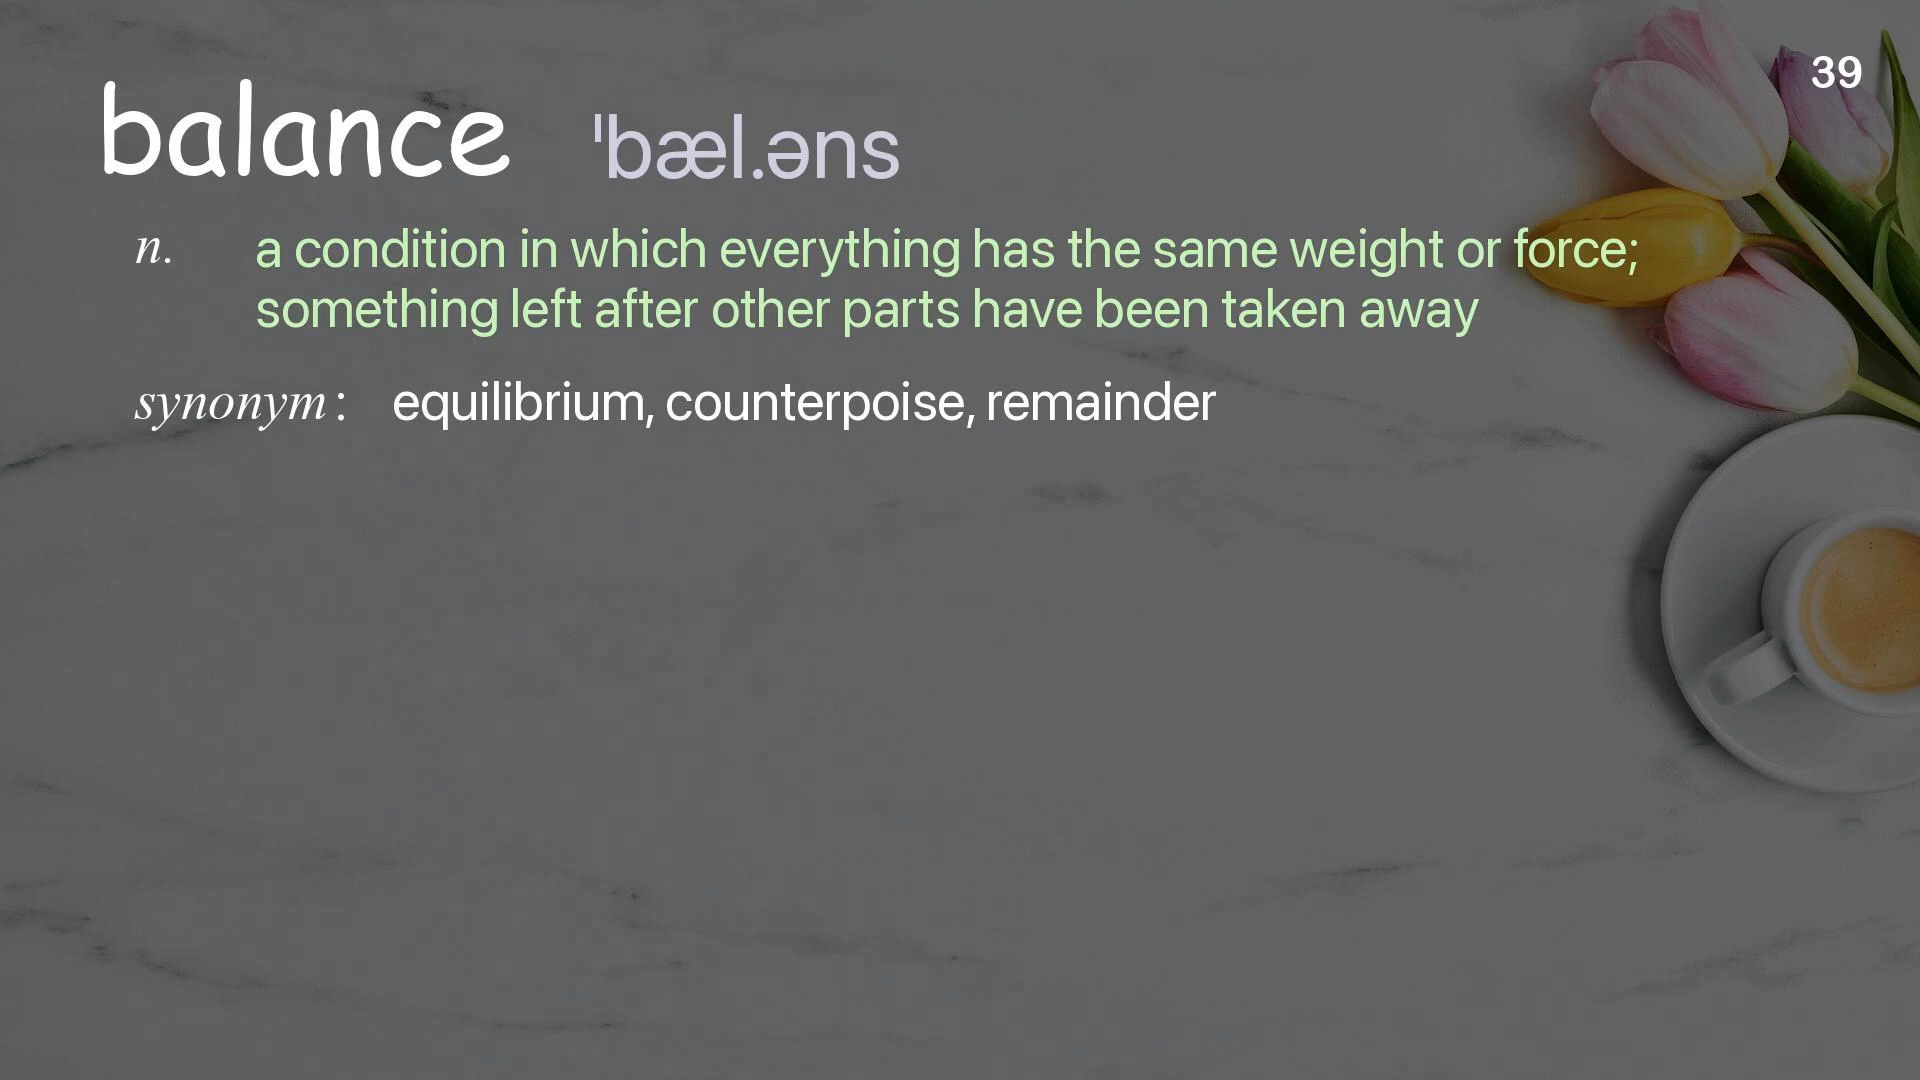 39
balance ˈbæl.əns
n. a condition in which everything has the same weight or force;
something left after other parts have been taken away
synonym : equilibrium, counterpoise, remainder